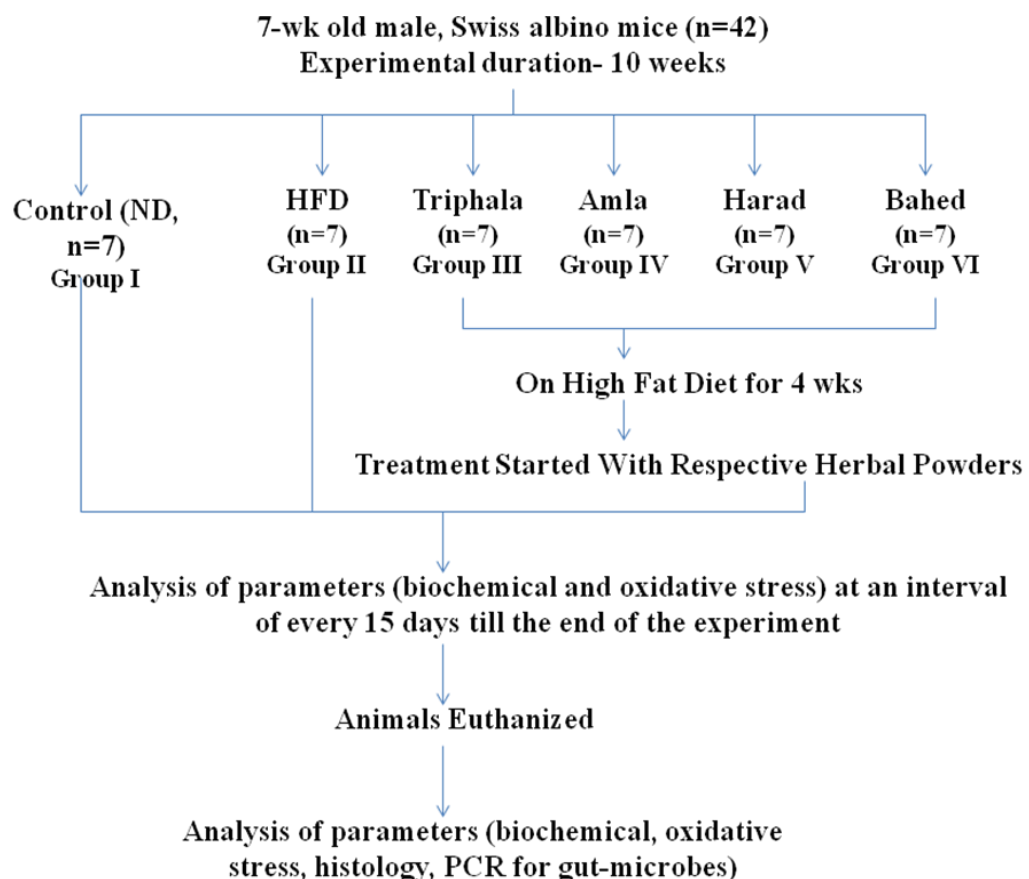 7-wk old male, Swiss albino mice (n=42)
Experimental duration- 10 weeks
Control (ND,
n=7)
Group I
HFD
(n=7)
Group II
Triphala
(n=7)
Group III
Amla
(n=7)
Group IV
Harad
(n=7)
Group V
Bahed
(n=7)
Group VI
On High Fat Diet for 4 wks
Treatment Started With Respective Herbal Powders
Analysis of parameters (biochemical and oxidative stress) at an interval
of every 15 days till the end of the experiment
Animals Euthanized
Analysis of parameters (biochemical, oxidative
stress, histology, PCR for gut-microbes)